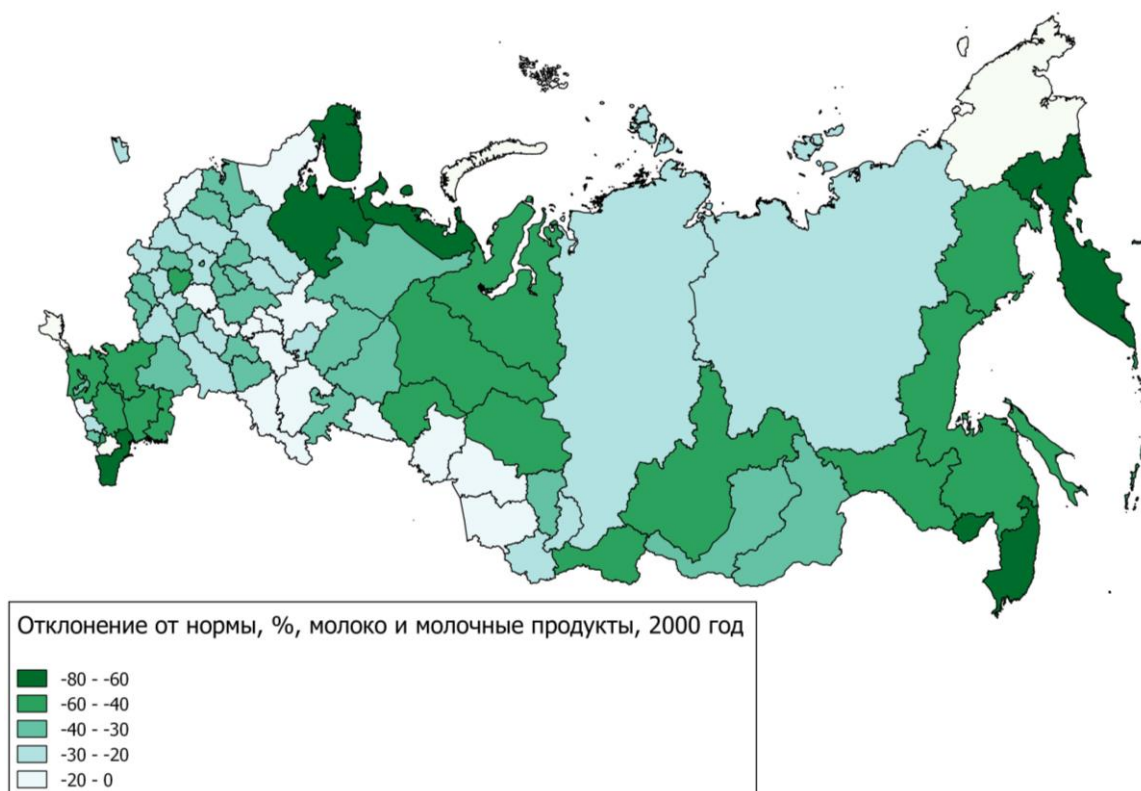 Отклонение от нормы, %, молоко и молочные продукты, 2000 год
-80 - -60
-60 - -40
-40 - -30
-30 - -20
-20 - 0